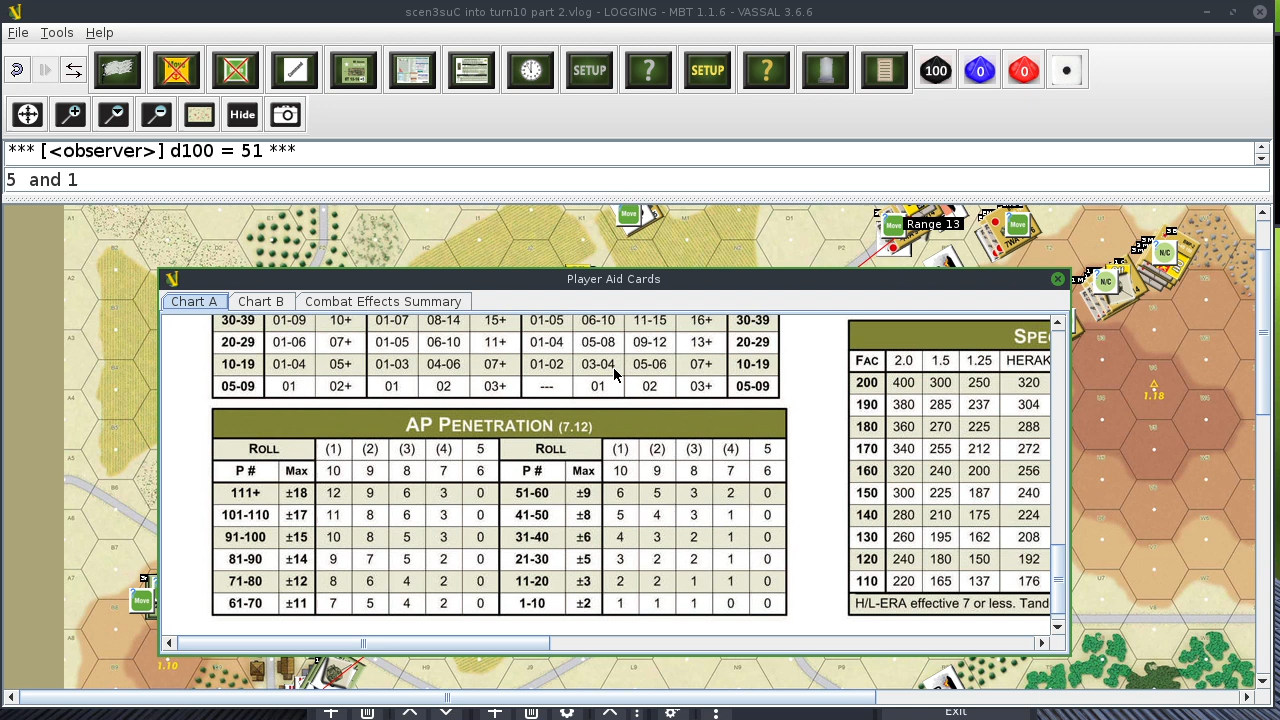 scen3suC into turn10 part 2.vlog - LOGGING - MBT 1.1.6 - VASSAL 3.6.6
File Tools Help
SETUP ? SETUP ? 100 0 0
Hide
*** [<observer>] d100 = 51 ***
5 and 1
Move Range 13 Move
N/C
N/C
Player Aid Cards
Chart A Chart B Combat Effects Summary
30-39 01-09 10+ 01-07 08-14 15+ 01-05 06-10 11-15 16+ 30-39
20-29 01-06 7+ 01-05 06-10 11+ 01-04 05-08 09-12 13+ 20-29
10-19 01-04 05+ 01-03 04-06 07+ 01-02 03-04 05-06 07+ 10-19
05-09 01 02+ 01 02 03+ --- 01 02 03+ 05-09
AP PENETRATION (7.12)
ROLL (1) (2) (3) (4) 5 ROLL (1) (2) (3) (4) 5
P # Max 10 9 8 7 6 P # Max 10 9 8 7 6
111+ ±18 12 9 6 3 0 51-60 ±9 6 5 3 2 0
101-110 ±17 11 8 6 3 0 41-50 ±8 5 4 3 1 0
91-100 ±15 10 8 5 3 0 31-40 ±6 4 3 2 1 0
81-90 ±14 9 7 5 2 0 21-30 ±5 3 2 2 1 0
71-80 ±12 8 6 4 2 0 11-20 ±3 2 2 1 1 0
61-70 ±11 7 5 4 2 0 1-10 ±2 1 1 1 0 0
SPE
FAC 2.0 1.5 1.25 HERAK
200 400 300 250 320
190 380 285 237 304
180 360 270 225 288
170 340 255 212 272
160 320 240 200 256
150 300 225 187 240
140 280 210 175 224
130 260 195 162 208
120 240 180 150 192
110 220 165 137 176
H/L-ERA effective 7 or less. Tand
1.18
Move
1.10
Exit